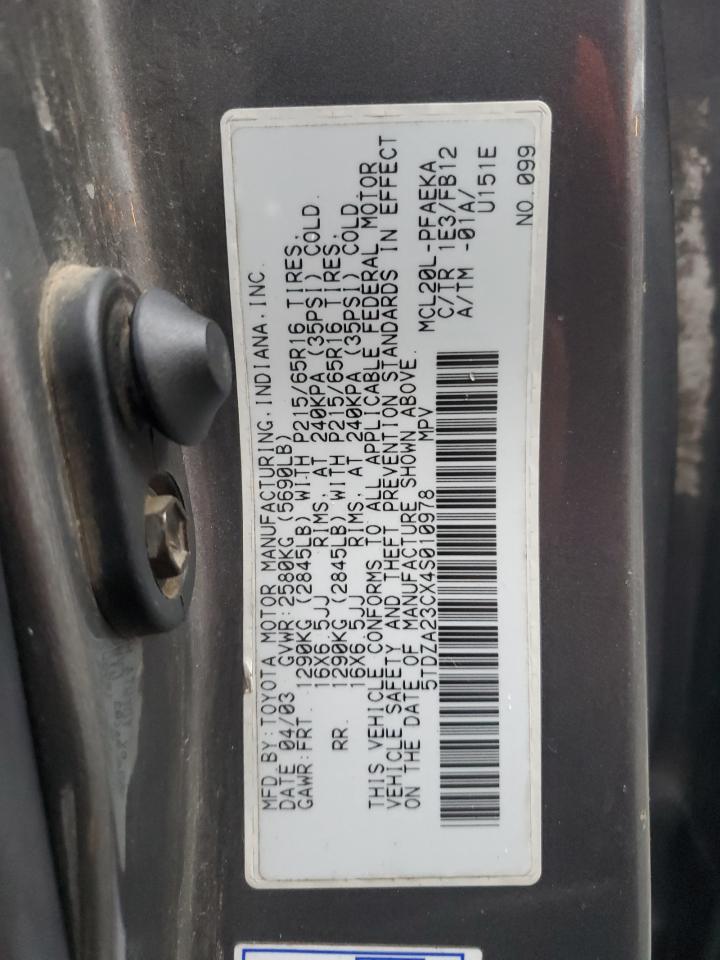 MFD BY:TOYOTA MOTOR MANUFACTURING,INDIANA,INC.
DATE 04/03 GVWR:2580KG (5690LB)
GAWR:FRT. 1290KG (2845LB) WITH P215/65R16 TIRES,
16X6.5JJ RIMS, AT 240KPA (35PSI) COLD.
RR. 1290KG (2845LB) WITH P215/65R16 TIRES,
16X6.5JJ RIMS, AT 240KPA (35PSI) COLD
THIS VEHICLE CONFORMS TO ALL APPLICABLE FEDERAL MOTOR
VEHICLE SAFETY AND THEFT PREVENTION STANDARDS IN EFFECT
ON THE DATE OF MANUFACTURE SHOWN ABOVE.
5TDZA23CX4S010978 MPV
MCL20L-PFAEKA
C/TR 1E3/FB12
A/TM -01A/
U151E
NO. 099